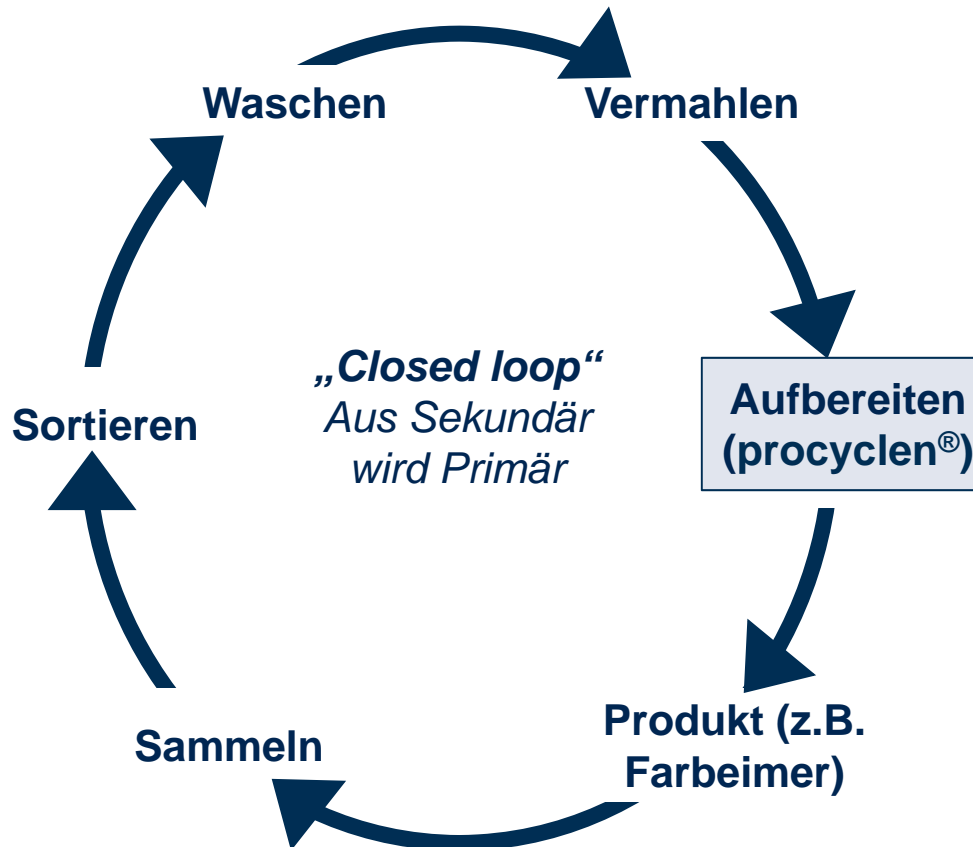 Waschen
Vermahlen
„Closed loop“
Aus Sekundär
wird Primär
Aufbereiten
(procyclen®)
Sortieren
Produkt (z.B.
Farbeimer)
Sammeln